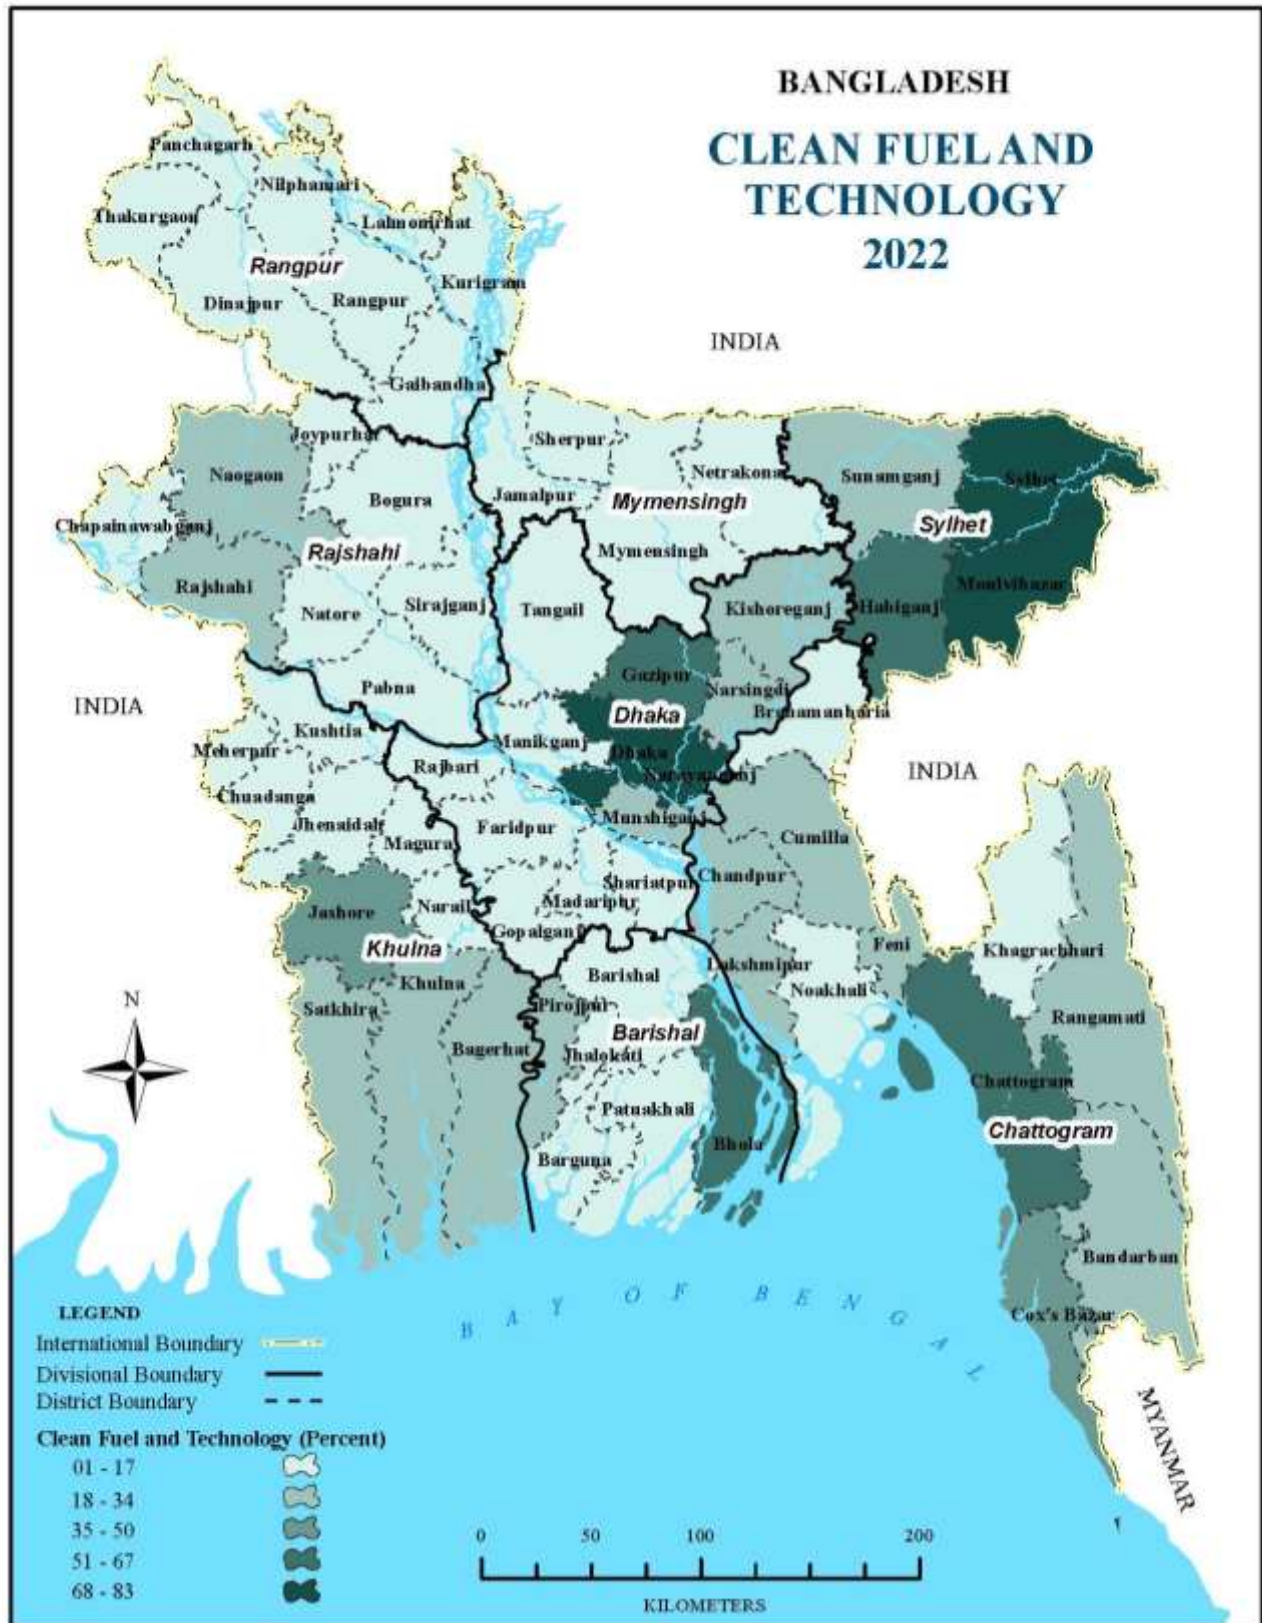 BANGLADESH
CLEAN FUEL AND
TECHNOLOGY
2022
Panchagarh
Nilphamari
Thakurgaon
Lalmonirhat
Rangpur
Kurigram
Dinajpur
Rangpur
INDIA
Gaibandha
Joypurhat
Sherpur
Naogaon
Netrakona
Sunamganj
Sylhet
Bogura
Jamalpur
Mymensingh
Sylhet
Chapainawabganj
Rajshahi
Mymensingh
Rajshahi
Moulvibazar
Natore
Sirajganj
Tangail
Kishoreganj
Habiganj
Gazipur
Pabna
Narsingdi
INDIA
Dhaka
Brahamanbaria
Kushtia
Meherpur
Manikganj
Dhaka
Rajbari
Narayanganj
INDIA
Chuadanga
Jhenaidah
Magura
Faridpur
Munshiganj
Cumilla
Chandpur
Shariatpur
Jashore
Narail
Madaripur
Gopalganj
Khulna
Feni
Khagrachhari
Lakshmipur
Barishal
Khulna
Noakhali
N
Satkhira
Pirojpur
Rangamati
Barishal
Bagerhat
Jhalokati
Chattogram
Patuakhali
Chattogram
Bhola
Barguna
Bandarban
BAY OF BENGAL
Cox's Bazar
MYANMAR
LEGEND
International Boundary
Divisional Boundary
District Boundary
Clean Fuel and Technology (Percent)
01 - 17
18 - 34
35 - 50
51 - 67
68 - 83
0 50 100 200
KILOMETERS